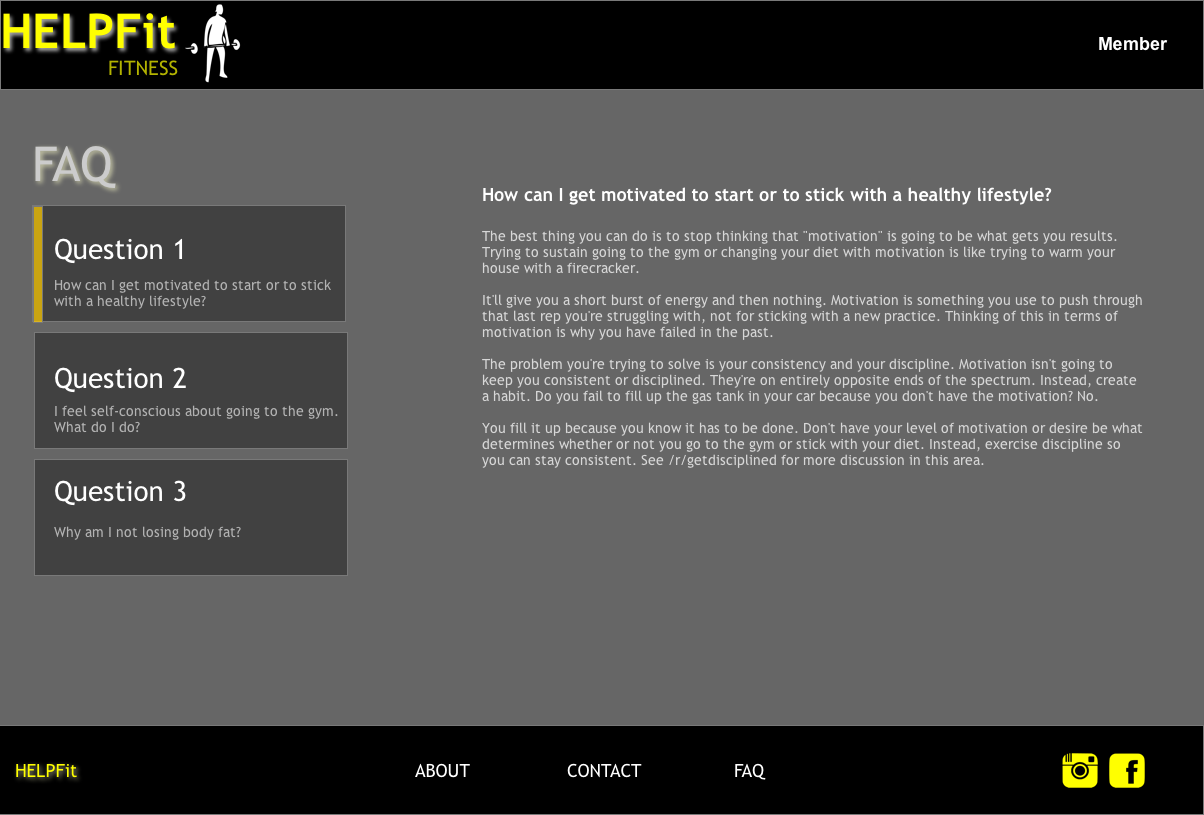 HELPFit
FITNESS
Member
FAQ
Question 1
How can I get motivated to start or to stick
with a healthy lifestyle?
Question 2
I feel self-conscious about going to the gym.
What do I do?
Question 3
Why am I not losing body fat?
How can I get motivated to start or to stick with a healthy lifestyle?
The best thing you can do is to stop thinking that "motivation" is going to be what gets you results.
Trying to sustain going to the gym or changing your diet with motivation is like trying to warm your
house with a firecracker.
It'll give you a short burst of energy and then nothing. Motivation is something you use to push through
that last rep you're struggling with, not for sticking with a new practice. Thinking of this in terms of
motivation is why you have failed in the past.
The problem you're trying to solve is your consistency and your discipline. Motivation isn't going to
keep you consistent or disciplined. They're on entirely opposite ends of the spectrum. Instead, create
a habit. Do you fail to fill up the gas tank in your car because you don't have the motivation? No.
You fill it up because you know it has to be done. Don't have your level of motivation or desire be what
determines whether or not you go to the gym or stick with your diet. Instead, exercise discipline so
you can stay consistent. See /r/getdisciplined for more discussion in this area.
HELPFit
ABOUT
CONTACT
FAQ